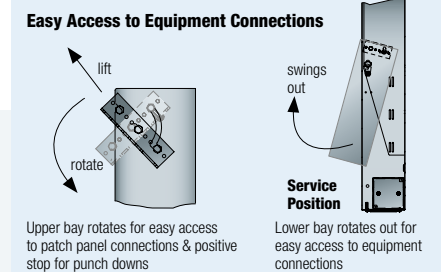 Easy Access to Equipment Connections
lift
rotate
Upper bay rotates for easy access
to patch panel connections & positive
stop for punch downs
swings
out
Service
Position
Lower bay rotates out for
easy access to equipment
connections